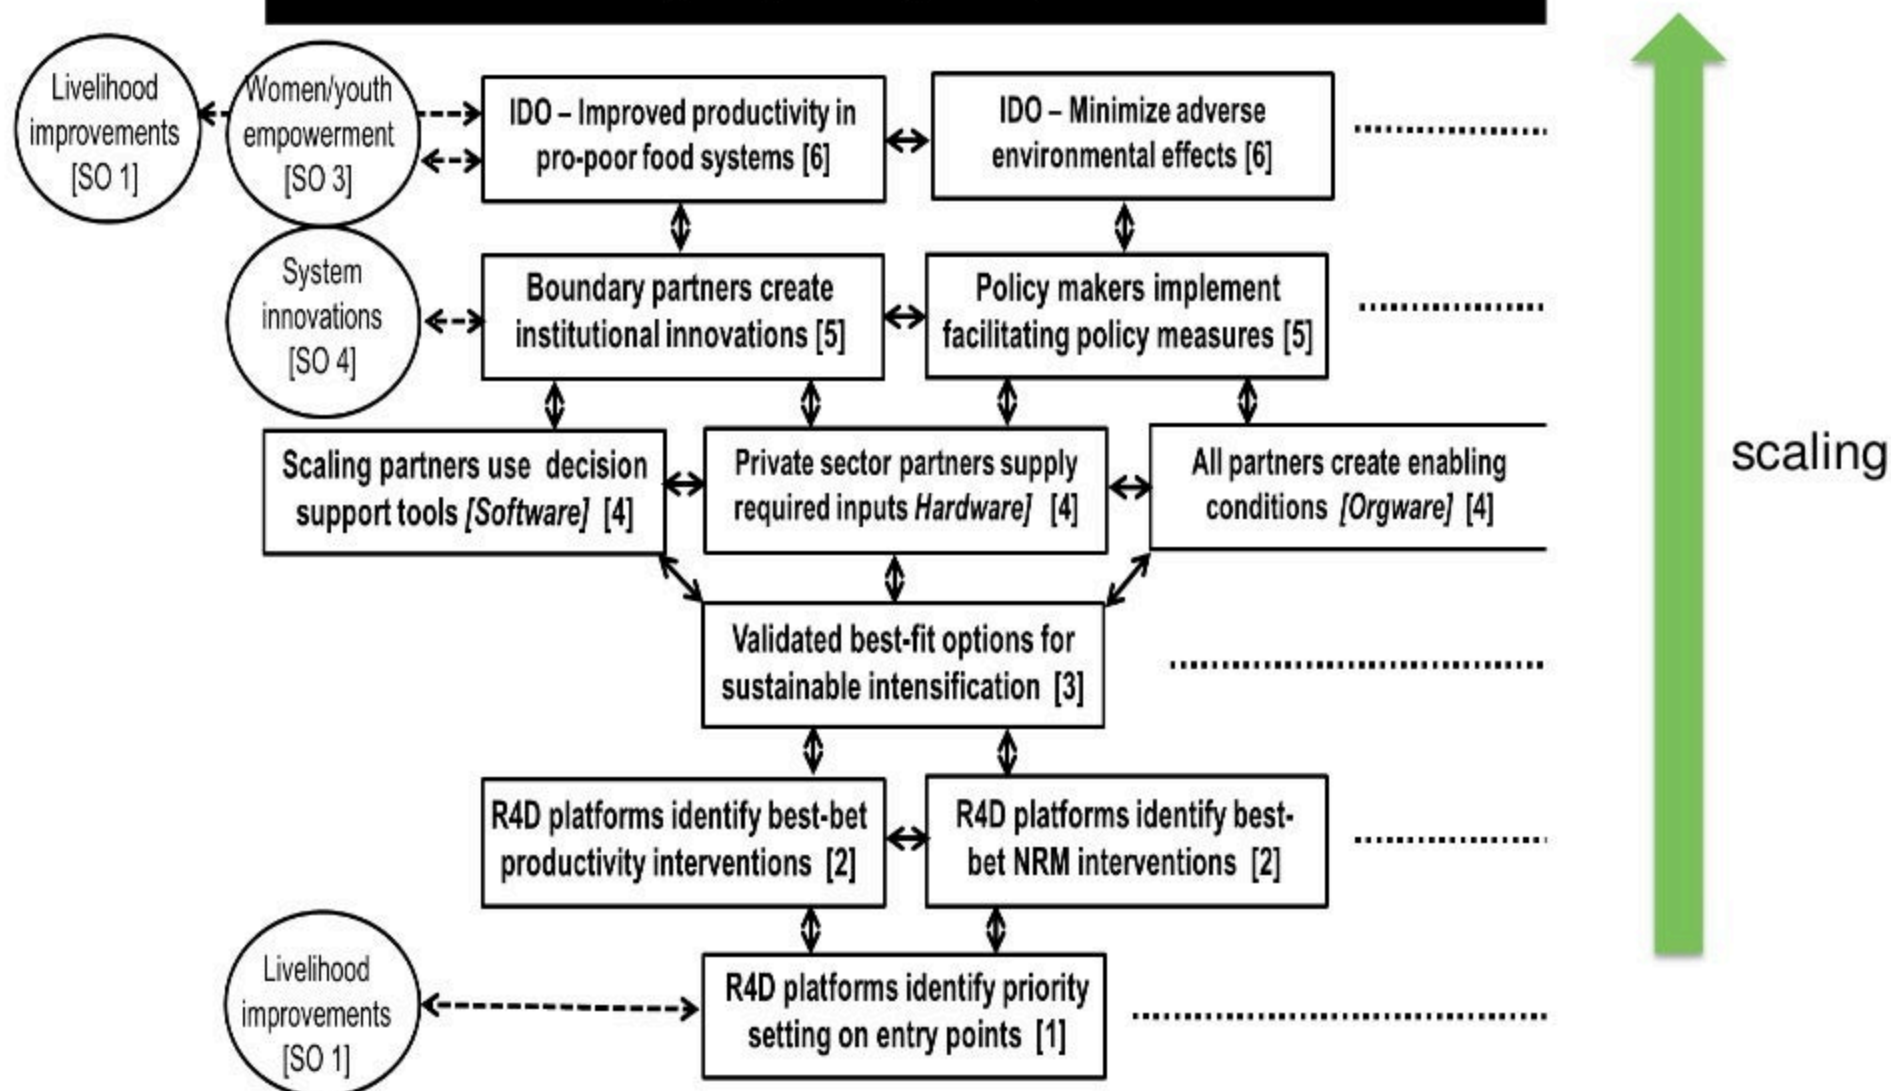 Livelihood
improvements
[SO 1]
Women/youth
empowerment
[SO 3]
IDO – Improved productivity in
pro-poor food systems [6]
IDO – Minimize adverse
environmental effects [6]
System
innovations
[SO 4]
Boundary partners create
institutional innovations [5]
Policy makers implement
facilitating policy measures [5]
Scaling partners use decision
support tools [Software] [4]
Private sector partners supply
required inputs Hardware] [4]
All partners create enabling
conditions [Orgware] [4]
scaling
Validated best-fit options for
sustainable intensification [3]
R4D platforms identify best-bet
productivity interventions [2]
R4D platforms identify best-
bet NRM interventions [2]
Livelihood
improvements
[SO 1]
R4D platforms identify priority
setting on entry points [1]